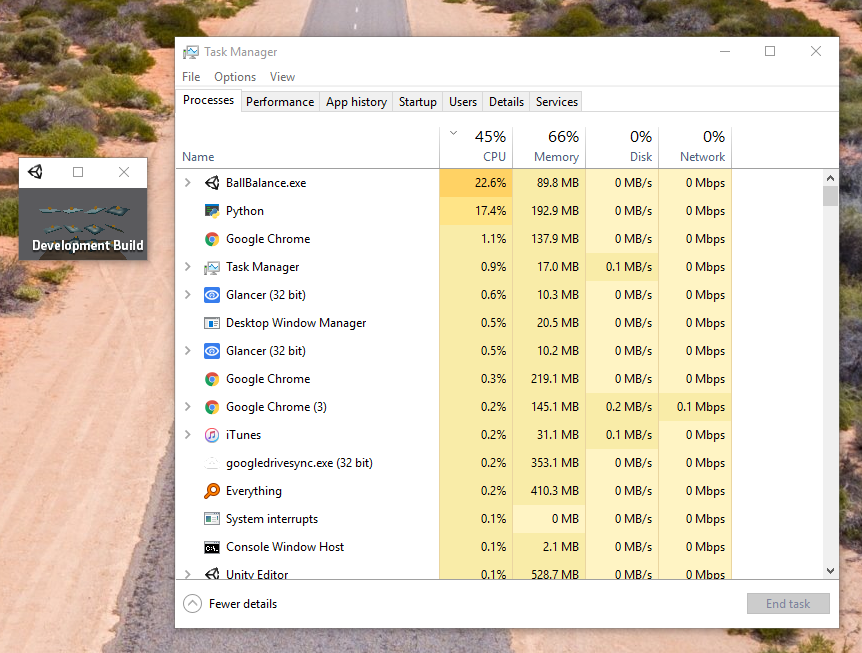 Task Manager
File Options View
Processes Performance App history Startup Users Details Services
45% 66% 0% 0%
Name CPU Memory Disk Network
BallBalance.exe 22.6% 89.8 MB 0 MB/s 0 Mbps
Python 17.4% 192.9 MB 0 MB/s 0 Mbps
Google Chrome 1.1% 137.9 MB 0 MB/s 0 Mbps
Task Manager 0.9% 17.0 MB 0.1 MB/s 0 Mbps
Glancer (32 bit) 0.6% 10.3 MB 0 MB/s 0 Mbps
Desktop Window Manager 0.5% 20.5 MB 0 MB/s 0 Mbps
Glancer (32 bit) 0.5% 10.2 MB 0 MB/s 0 Mbps
Google Chrome 0.3% 219.1 MB 0 MB/s 0 Mbps
Google Chrome (3) 0.2% 145.1 MB 0.2 MB/s 0.1 Mbps
iTunes 0.2% 31.1 MB 0.1 MB/s 0 Mbps
googledrivesync.exe (32 bit) 0.2% 353.1 MB 0 MB/s 0 Mbps
Everything 0.2% 410.3 MB 0 MB/s 0 Mbps
System interrupts 0.1% 0 MB 0 MB/s 0 Mbps
Console Window Host 0.1% 2.1 MB 0 MB/s 0 Mbps
Unity Editor 0.1% 528.7 MB 0 MB/s 0 Mbps
Fewer details End task
Development Build